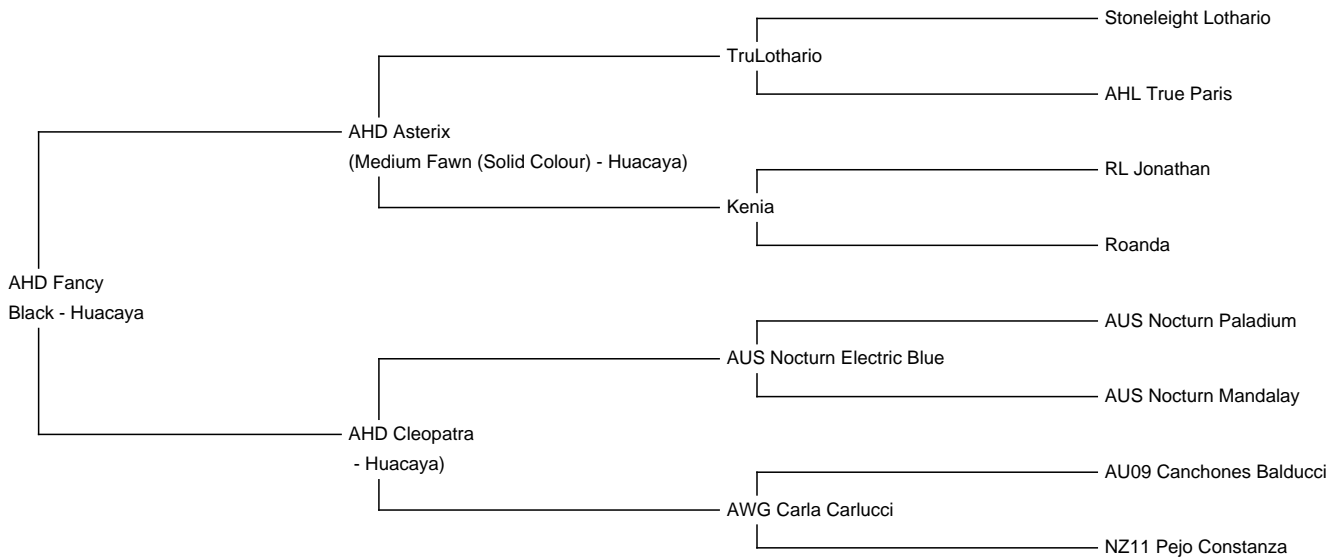 Stoneleight Lothario
TruLothario
AHL True Paris
AHD Asterix
(Medium Fawn (Solid Colour) - Huacaya)
RL Jonathan
Kenia
Roanda
AHD Fancy
Black - Huacaya
AUS Nocturn Paladium
AUS Nocturn Electric Blue
AUS Nocturn Mandalay
AHD Cleopatra
- Huacaya)
AU09 Canchones Balducci
AWG Carla Carlucci
NZ11 Pejo Constanza